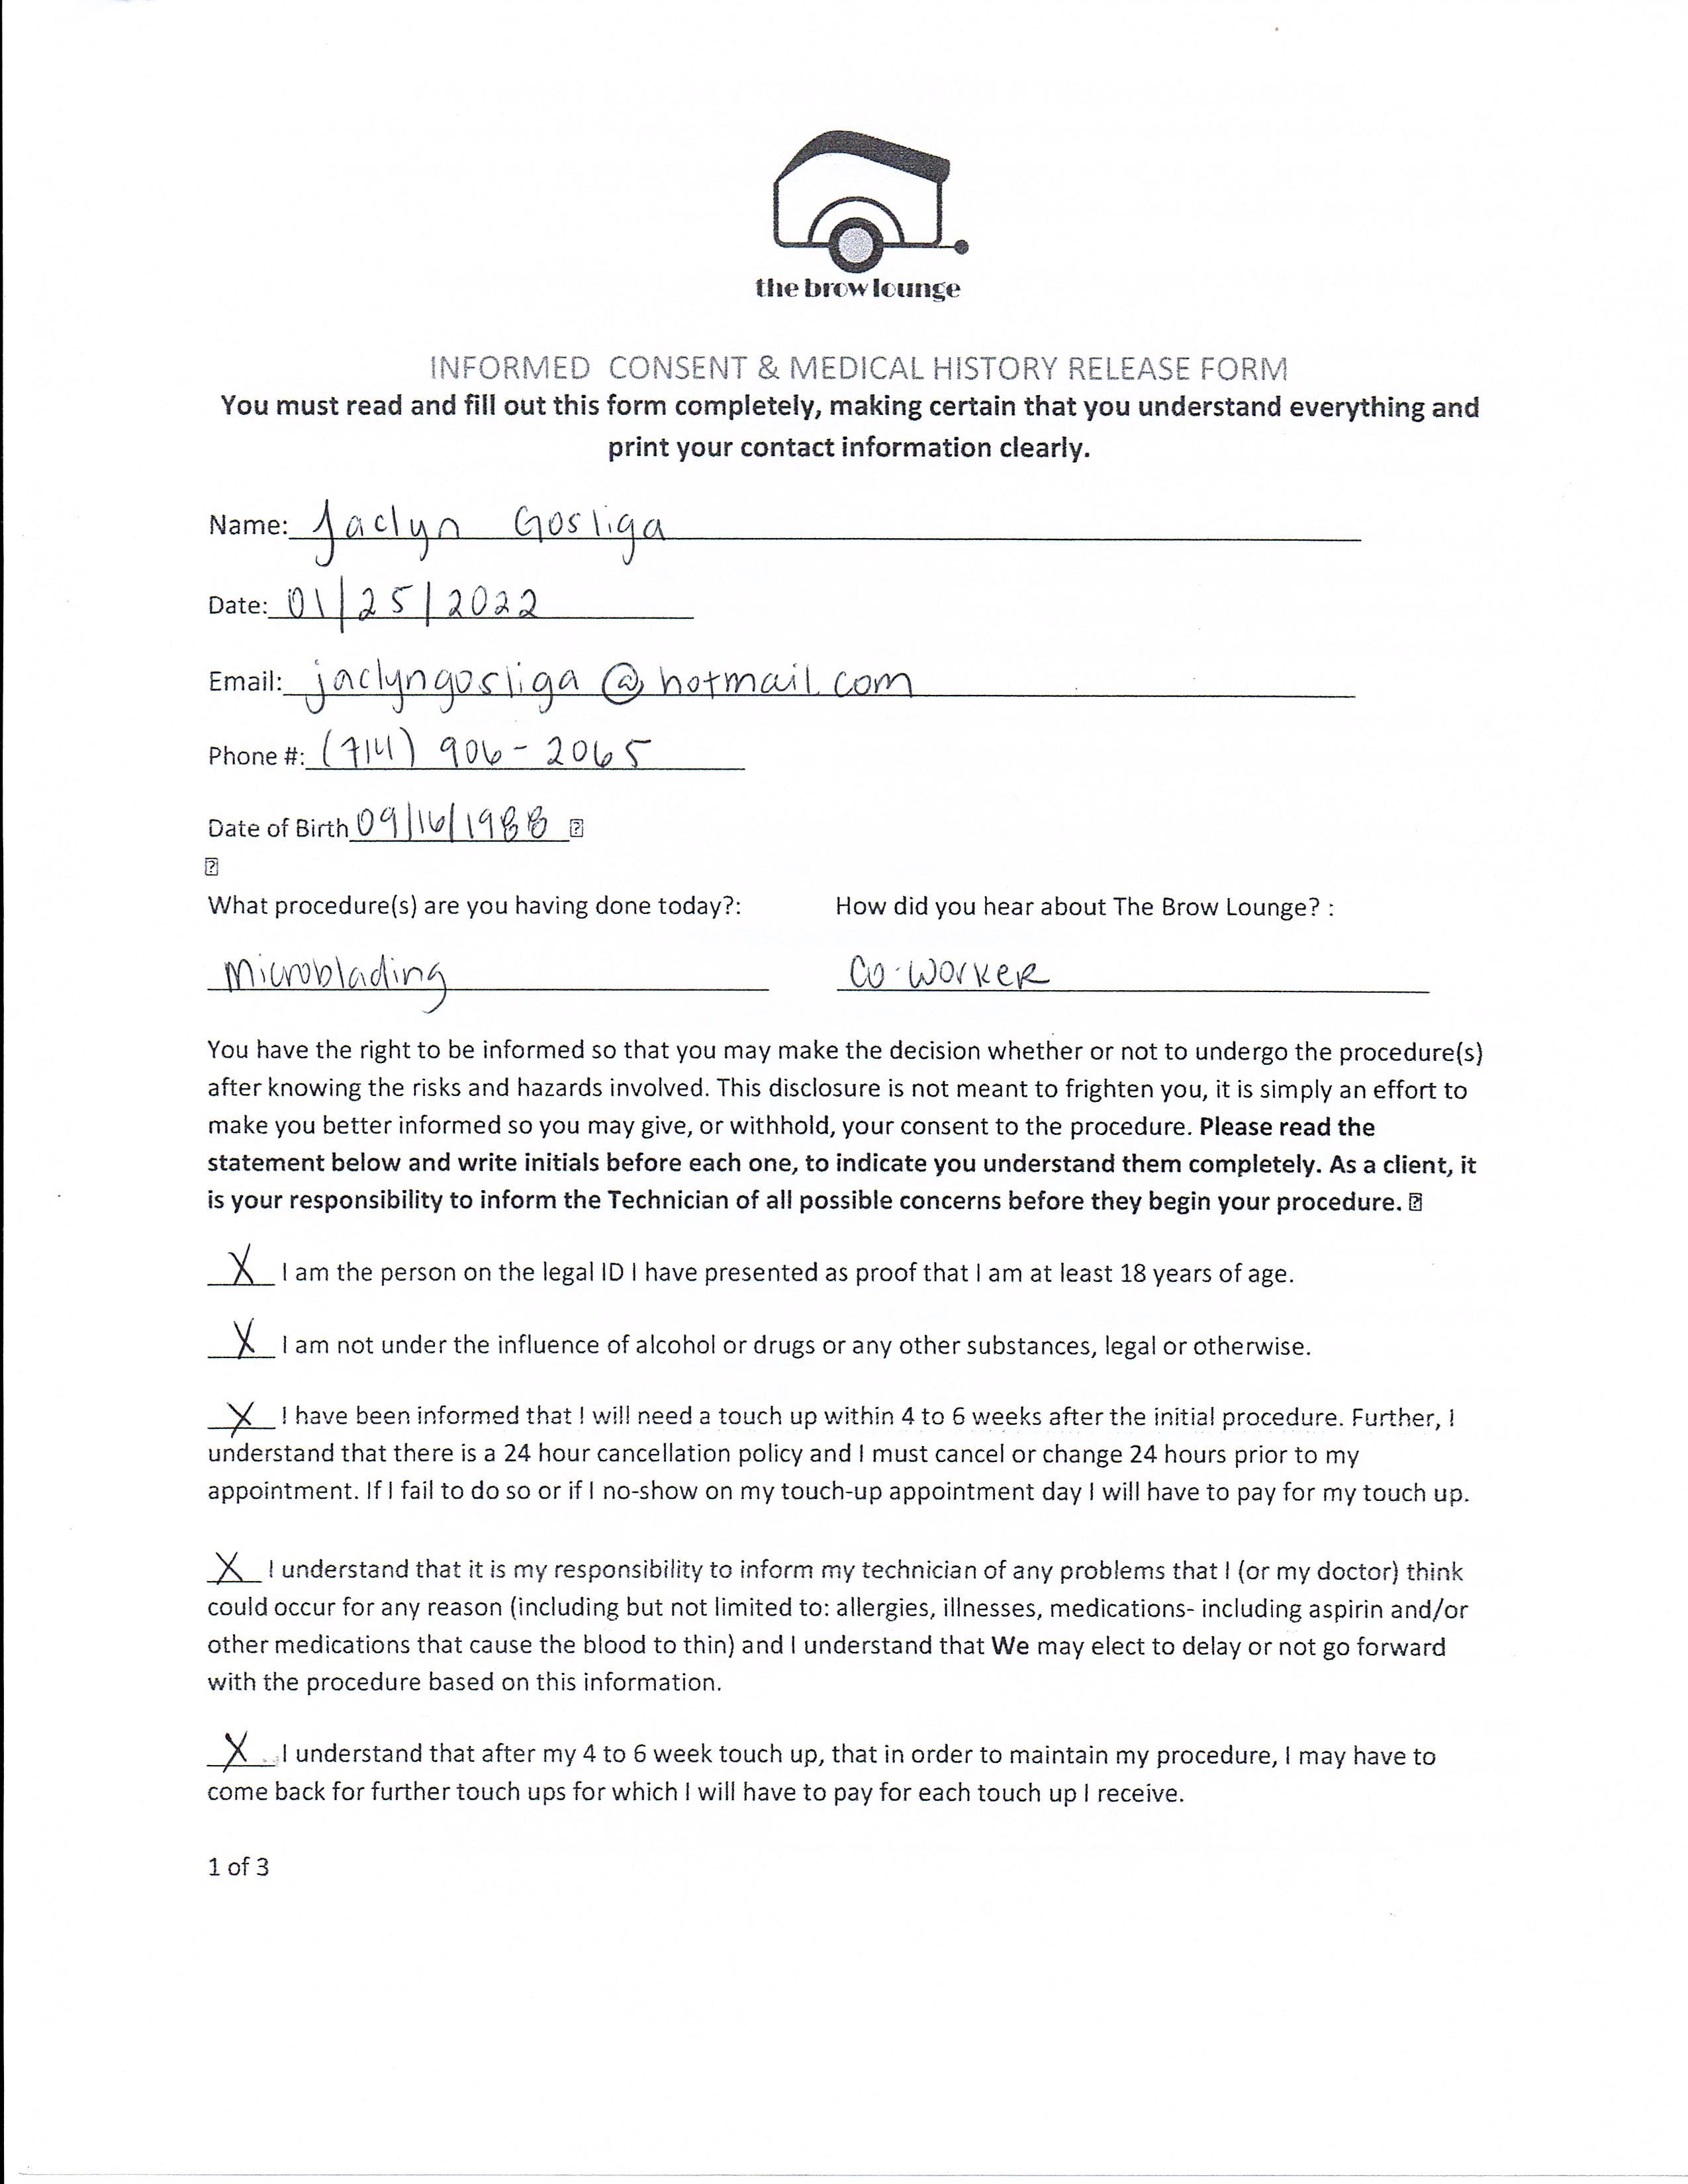 the brow lounge
INFORMED CONSENT & MEDICAL HISTORY RELEASE FORM
You must read and fill out this form completely, making certain that you understand everything and
print your contact information clearly.
Name: Jaclyn Gosliga
Date: 01/25/2022
Email: jaclyngosliga@hotmail.com
Phone #: (714) 906-2065
Date of Birth 09/16/1988
What procedure(s) are you having done today?: How did you hear about The Brow Lounge? :
Microblading Co-worker
You have the right to be informed so that you may make the decision whether or not to undergo the procedure(s)
after knowing the risks and hazards involved. This disclosure is not meant to frighten you, it is simply an effort to
make you better informed so you may give, or withhold, your consent to the procedure. Please read the
statement below and write initials before each one, to indicate you understand them completely. As a client, it
is your responsibility to inform the Technician of all possible concerns before they begin your procedure.
X I am the person on the legal ID I have presented as proof that I am at least 18 years of age.
X I am not under the influence of alcohol or drugs or any other substances, legal or otherwise.
X I have been informed that I will need a touch up within 4 to 6 weeks after the initial procedure. Further, I
understand that there is a 24 hour cancellation policy and I must cancel or change 24 hours prior to my
appointment. If I fail to do so or if I no-show on my touch-up appointment day I will have to pay for my touch up.
X I understand that it is my responsibility to inform my technician of any problems that I (or my doctor) think
could occur for any reason (including but not limited to: allergies, illnesses, medications- including aspirin and/or
other medications that cause the blood to thin) and I understand that We may elect to delay or not go forward
with the procedure based on this information.
X I understand that after my 4 to 6 week touch up, that in order to maintain my procedure, I may have to
come back for further touch ups for which I will have to pay for each touch up I receive.
1 of 3